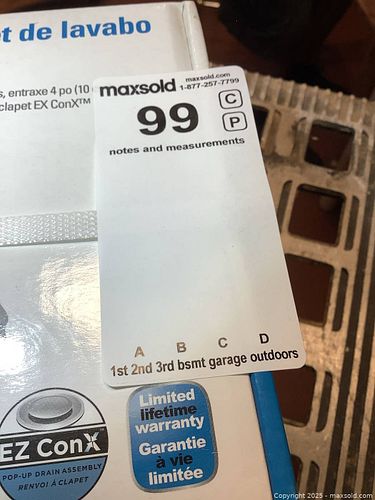 t de lavabo
s, entraxe 4 po (10
clapet EX ConX™
maxsold
maxsold.com
1-877-257-7799
99
C
P
notes and measurements
A B C D
1st 2nd 3rd bsmt garage outdoors
EZ ConX
POP-UP DRAIN ASSEMBLY
RENVOI À CLAPET
Limited
lifetime
warranty
Garantie
à vie
limitée
Copyright 2025 - maxsold.com